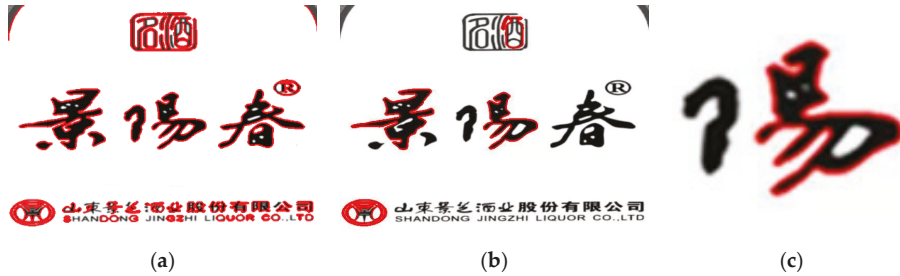 名酒
名酒
景陽春®
景陽春®
陽
山东景芝酒业股份有限公司
SHANDONG JINGZHI LIQUOR CO.,LTD
山东景芝酒业股份有限公司
SHANDONG JINGZHI LIQUOR CO.,LTD
(a)
(b)
(c)